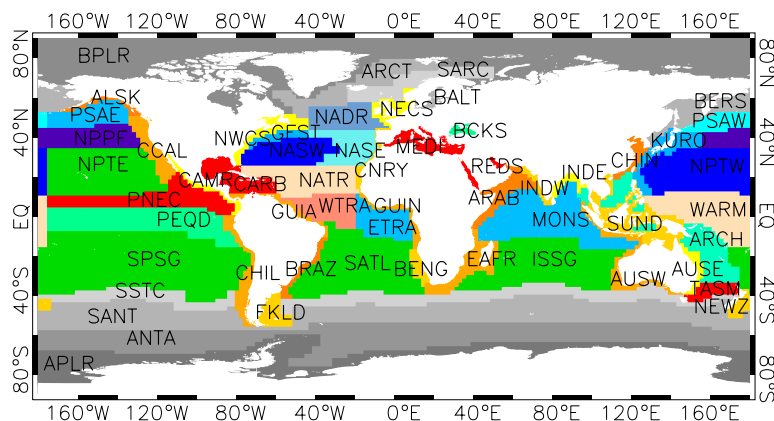 BPLR
ARCT SARC
ALSK BALT
PSAE NADR NECS BERS
PSAW
NPPF NWCS GFST BCKS KURO
NPTE CCAL NASW NASE MEDI CHIN NPTW
CAMR CARB NATR CNRY REDS INDW INDE
PNEC GUIA WTRA GUIN ARAB WARM
PEQD ETRA MONS SUND ARCH
SPSG CHIL BRAZ SATL BENG EAFR ISSG AUSW AUSE
SSTC TASM
SANT FKLD NEWZ
ANTA
APLR
80°N 80°N
40°N 40°N
EQ EQ
40°S 40°S
80°S 80°S
160°W 120°W 80°W 40°W 0°E 40°E 80°E 120°E 160°E
160°W 120°W 80°W 40°W 0°E 40°E 80°E 120°E 160°E